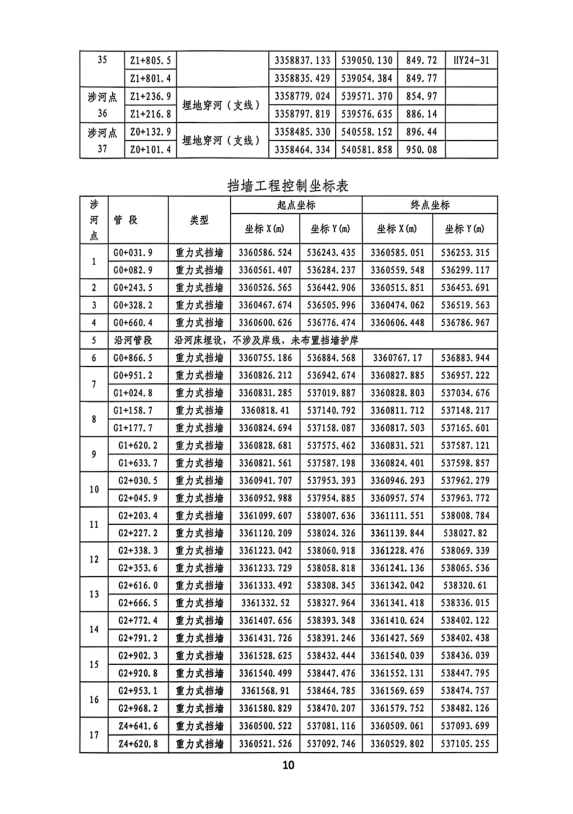 35 Z1+805.5 3358837.133 539050.130 849.72 HY24-31
Z1+801.4 3358835.429 539054.384 849.77
涉河点 36 Z1+236.9 埋地穿河（支线） 3358779.024 539571.370 854.97
Z1+216.8 3358797.819 539576.635 886.14
涉河点 37 Z0+132.9 埋地穿河（支线） 3358485.330 540558.152 896.44
Z0+101.4 3358464.334 540581.858 950.08
挡墙工程控制坐标表
涉河点 管 段 类型 起点坐标 终点坐标
坐标 X(m) 坐标 Y(m) 坐标 X(m) 坐标 Y(m)
1 G0+031.9 重力式挡墙 3360586.524 536243.435 3360585.051 536253.315
G0+082.9 重力式挡墙 3360561.407 536284.237 3360559.548 536299.117
2 G0+243.5 重力式挡墙 3360526.565 536442.906 3360515.851 536453.691
3 G0+328.2 重力式挡墙 3360467.674 536505.996 3360474.062 536519.563
4 G0+660.4 重力式挡墙 3360600.626 536776.474 3360606.448 536786.967
5 沿河管段 沿河床埋设，不涉及岸线，未布置挡墙护岸
6 G0+866.5 重力式挡墙 3360755.186 536884.568 3360767.17 536883.944
7 G0+951.2 重力式挡墙 3360826.212 536942.674 3360827.885 536957.222
G1+024.8 重力式挡墙 3360831.285 537019.887 3360828.803 537034.676
8 G1+158.7 重力式挡墙 3360818.41 537140.792 3360811.712 537148.217
G1+177.7 重力式挡墙 3360824.694 537158.087 3360817.503 537165.601
9 G1+620.2 重力式挡墙 3360828.681 537575.462 3360831.521 537587.121
G1+633.7 重力式挡墙 3360821.561 537587.198 3360824.401 537598.857
10 G2+030.5 重力式挡墙 3360941.707 537953.393 3360946.293 537962.279
G2+045.9 重力式挡墙 3360952.988 537954.885 3360957.574 537963.772
11 G2+203.4 重力式挡墙 3361099.607 538007.636 3361111.551 538008.784
G2+227.2 重力式挡墙 3361120.209 538024.326 3361139.844 538027.82
12 G2+338.3 重力式挡墙 3361223.042 538060.918 3361228.476 538069.339
G2+353.6 重力式挡墙 3361233.729 538058.818 3361241.136 538065.536
13 G2+616.0 重力式挡墙 3361333.492 538308.345 3361342.042 538320.61
G2+666.5 重力式挡墙 3361332.52 538327.964 3361341.418 538336.015
14 G2+772.4 重力式挡墙 3361407.656 538393.348 3361410.624 538402.122
G2+791.2 重力式挡墙 3361431.726 538391.246 3361427.569 538402.438
15 G2+902.3 重力式挡墙 3361528.625 538432.444 3361540.039 538436.039
G2+920.8 重力式挡墙 3361540.499 538447.476 3361552.131 538447.795
16 G2+953.1 重力式挡墙 3361568.91 538464.785 3361569.659 538474.757
G2+968.2 重力式挡墙 3361580.829 538470.207 3361579.752 538482.126
17 Z4+641.6 重力式挡墙 3360500.522 537081.116 3360509.061 537093.699
Z4+620.8 重力式挡墙 3360521.526 537092.746 3360529.802 537105.255
10